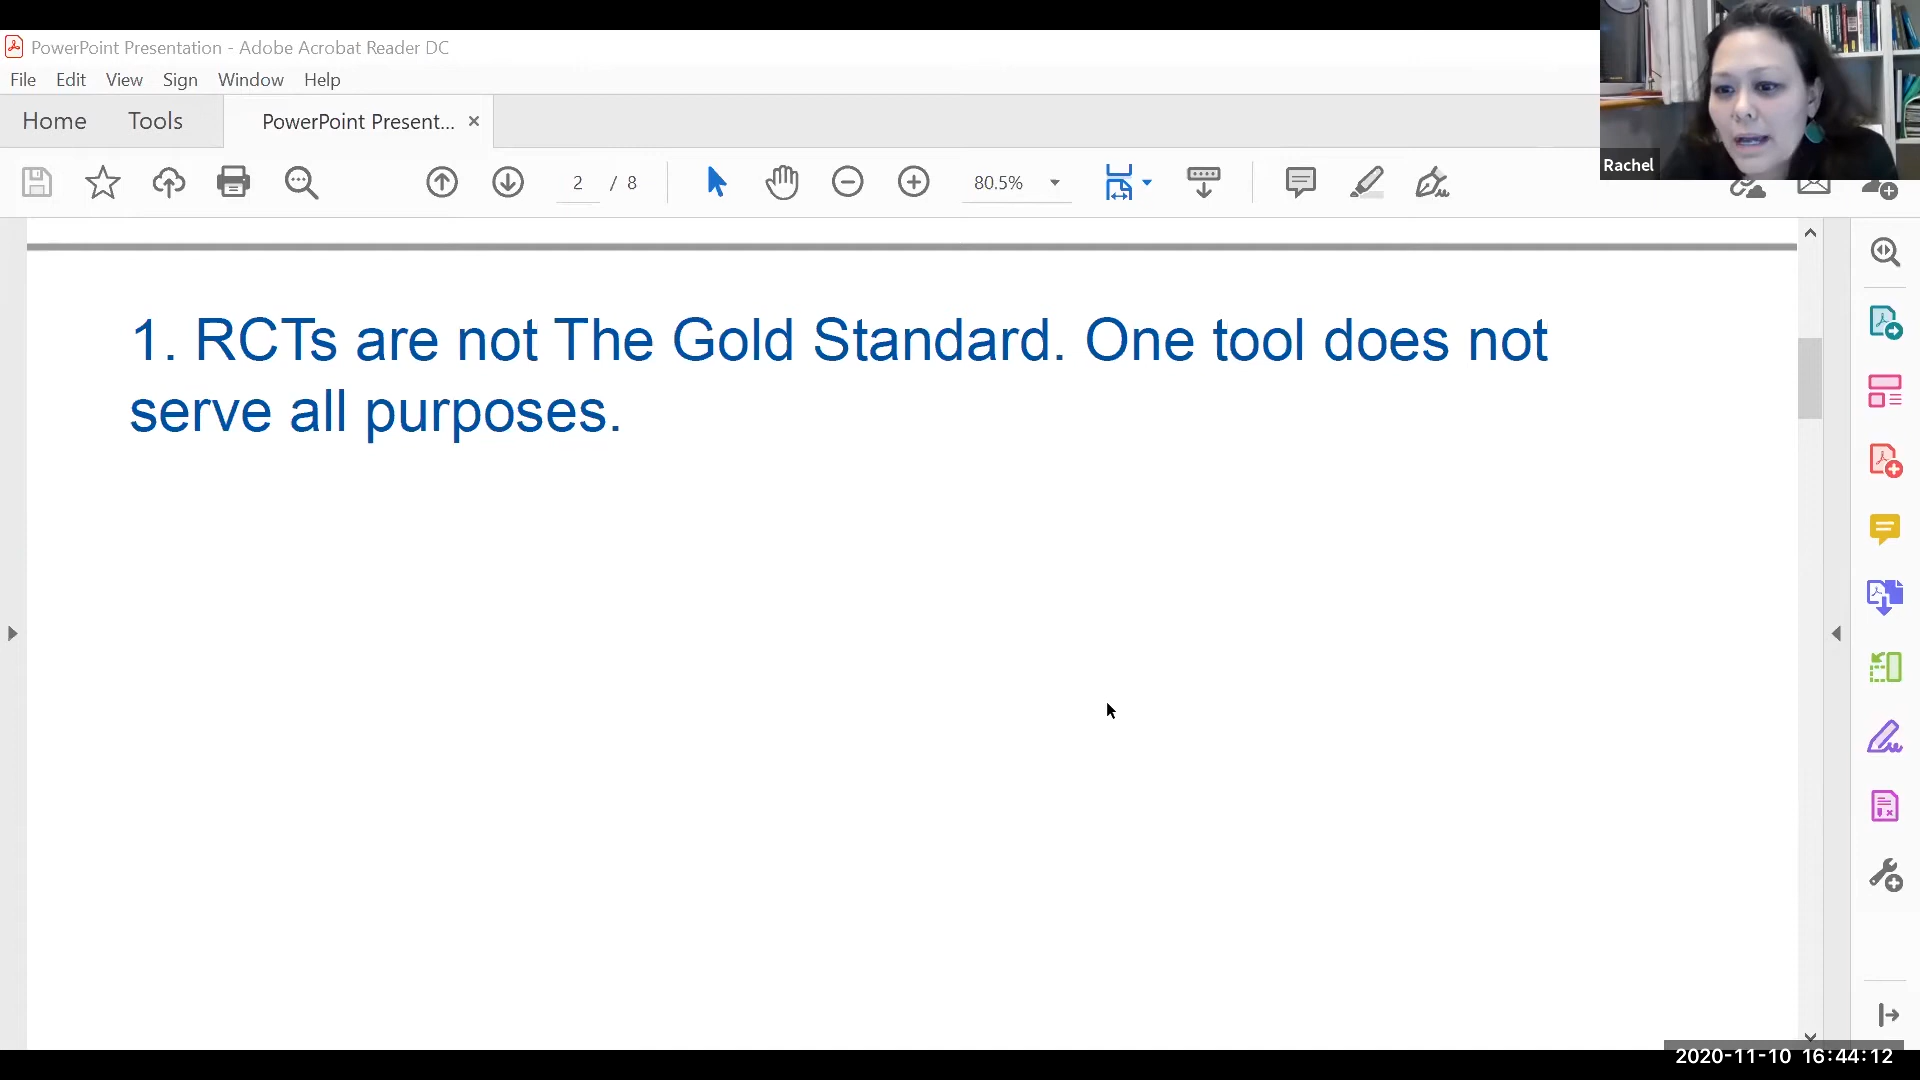 PowerPoint Presentation - Adobe Acrobat Reader DC
File Edit View Sign Window Help
Home Tools PowerPoint Present... ×
2 / 8 80.5%
Rachel
1. RCTs are not The Gold Standard. One tool does not
serve all purposes.
2020-11-10 16:44:12